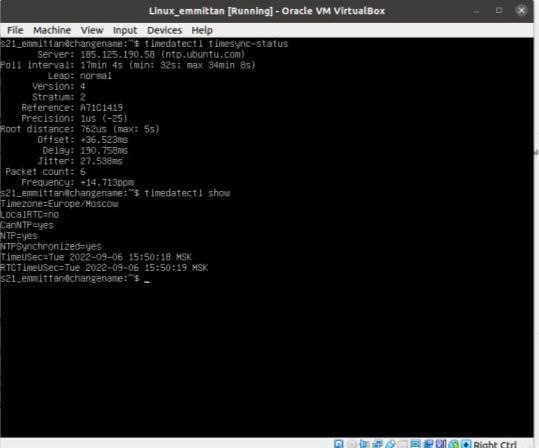 Linux_emmittan [Running] - Oracle VM VirtualBox
File Machine View Input Devices Help
s21_emmittan@changename:~$ timedatectl timesync-status
Server: 185.125.190.58 (ntp.ubuntu.com)
Poll interval: 17min 4s (min: 32s; max 34min 8s)
Leap: normal
Version: 4
Stratum: 2
Reference: A71C1419
Precision: 1us (-25)
Root distance: 762us (max: 5s)
Offset: +36.523ms
Delay: 190.758ms
Jitter: 27.538ms
Packet count: 6
Frequency: +14.713ppm
s21_emmittan@changename:~$ timedatectl show
Timezone=Europe/Moscow
LocalRTC=no
CanNTP=yes
NTP=yes
NTPSynchronized=yes
TimeUSec=Tue 2022-09-06 15:50:18 MSK
RTCTimeUSec=Tue 2022-09-06 15:50:19 MSK
s21_emmittan@changename:~$ _
Right Ctrl